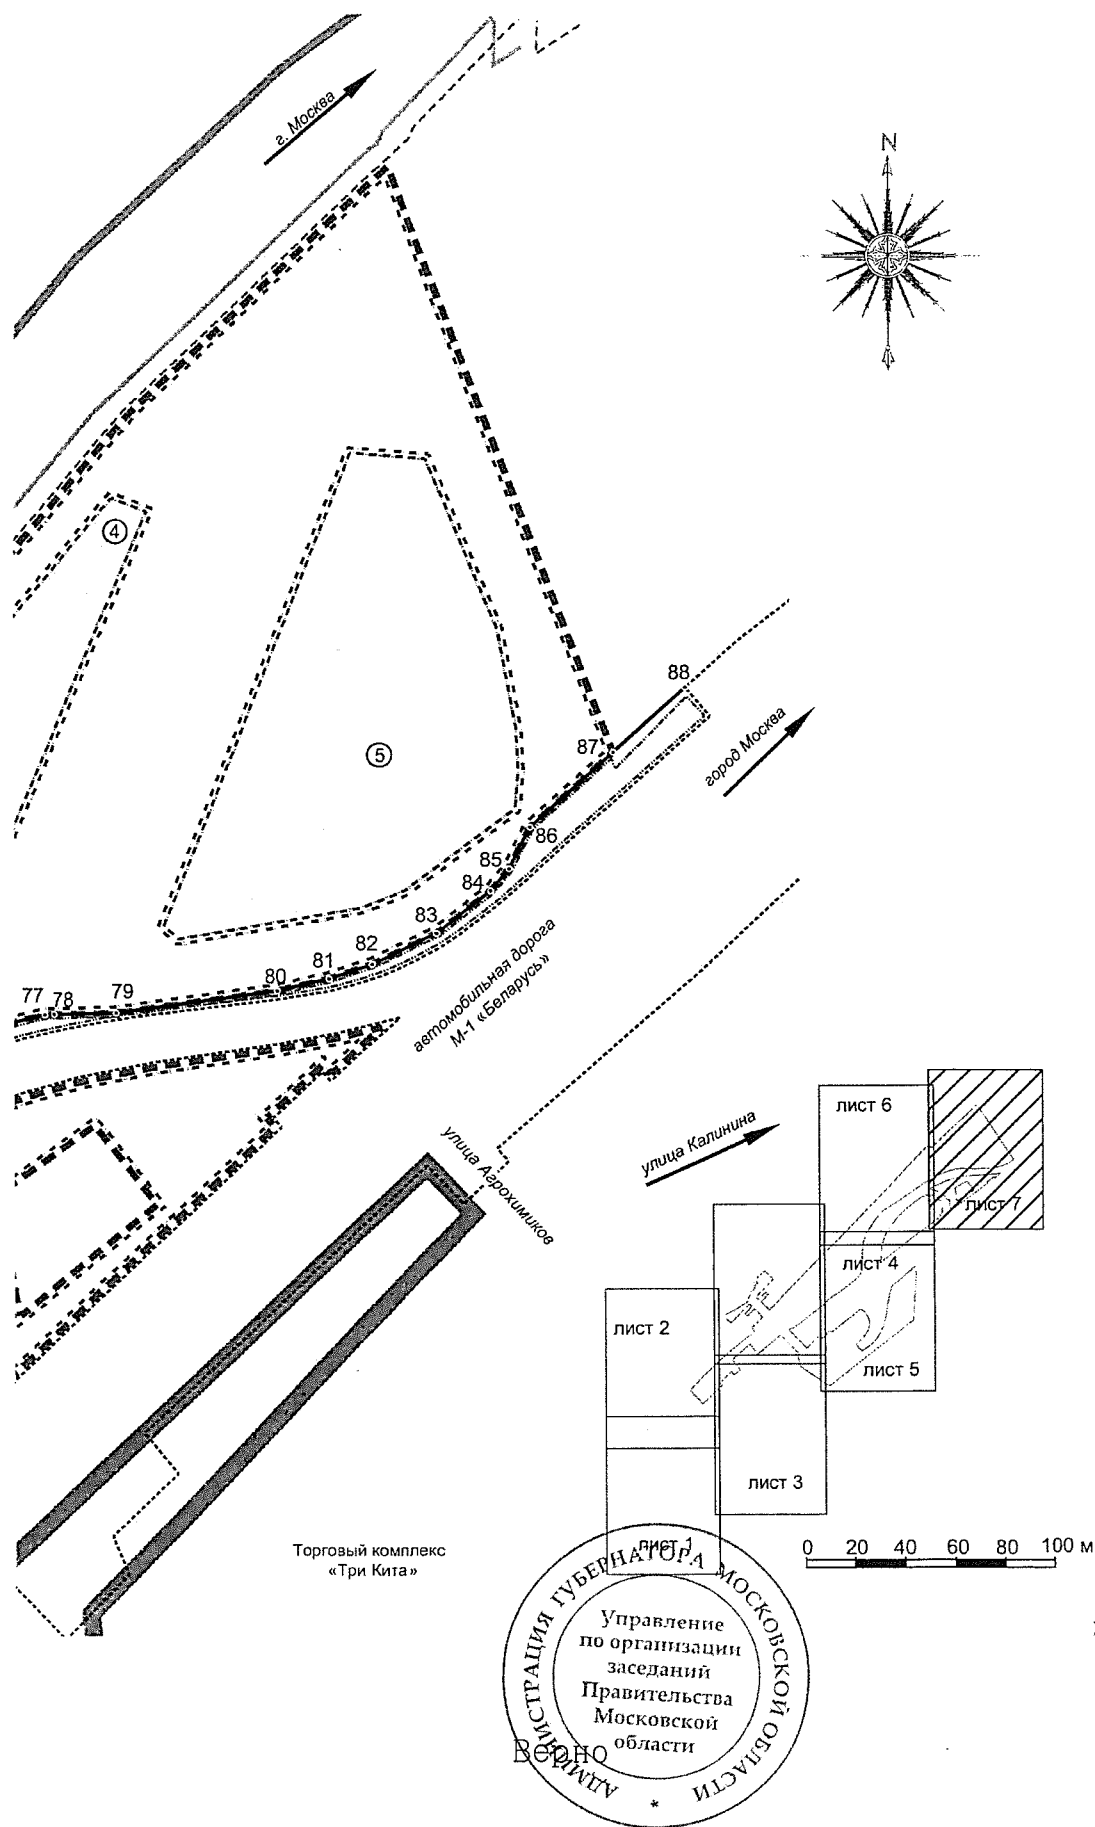 г. Москва
N
4
5
88
87
город Москва
86
85
84
83
82
81
80
79
78
77
автомобильная дорога
М-1 «Беларусь»
улица Агрохимиков
улица Калинина
лист 6
лист 7
лист 4
лист 2
лист 5
лист 3
лист 1
0 20 40 60 80 100 м
Торговый комплекс
«Три Кита»
АДМИНИСТРАЦИЯ ГУБЕРНАТОРА МОСКОВСКОЙ ОБЛАСТИ
Управление
по организации
заседаний
Правительства
Московской
области
*
Верно